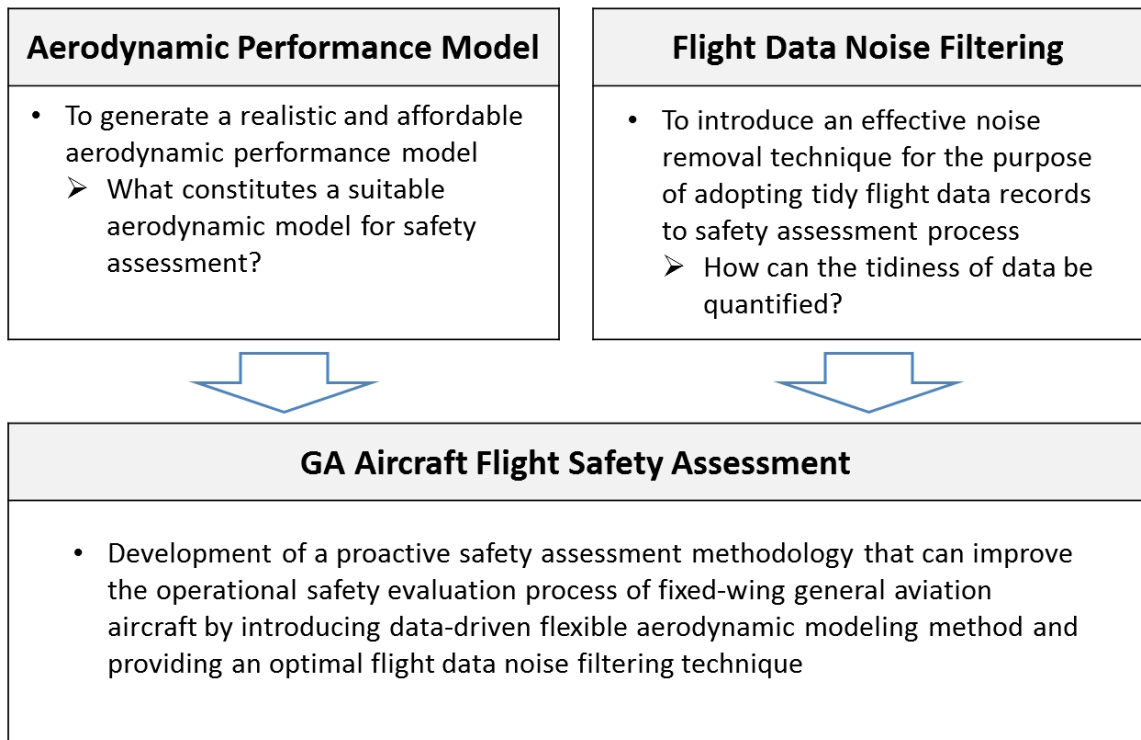 Aerodynamic Performance Model
• To generate a realistic and affordable
aerodynamic performance model
➢ What constitutes a suitable
aerodynamic model for safety
assessment?
Flight Data Noise Filtering
• To introduce an effective noise
removal technique for the purpose
of adopting tidy flight data records
to safety assessment process
➢ How can the tidiness of data be
quantified?
GA Aircraft Flight Safety Assessment
• Development of a proactive safety assessment methodology that can improve
the operational safety evaluation process of fixed-wing general aviation
aircraft by introducing data-driven flexible aerodynamic modeling method and
providing an optimal flight data noise filtering technique